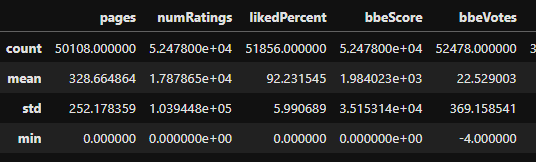 pages numRatings likedPercent bbeScore bbeVotes
count 50108.000000 5.247800e+04 51856.000000 5.247800e+04 52478.000000 3
mean 328.664864 1.787865e+04 92.231545 1.984023e+03 22.529003
std 252.178359 1.039448e+05 5.990689 3.515314e+04 369.158541
min 0.000000 0.000000e+00 0.000000 0.000000e+00 -4.000000